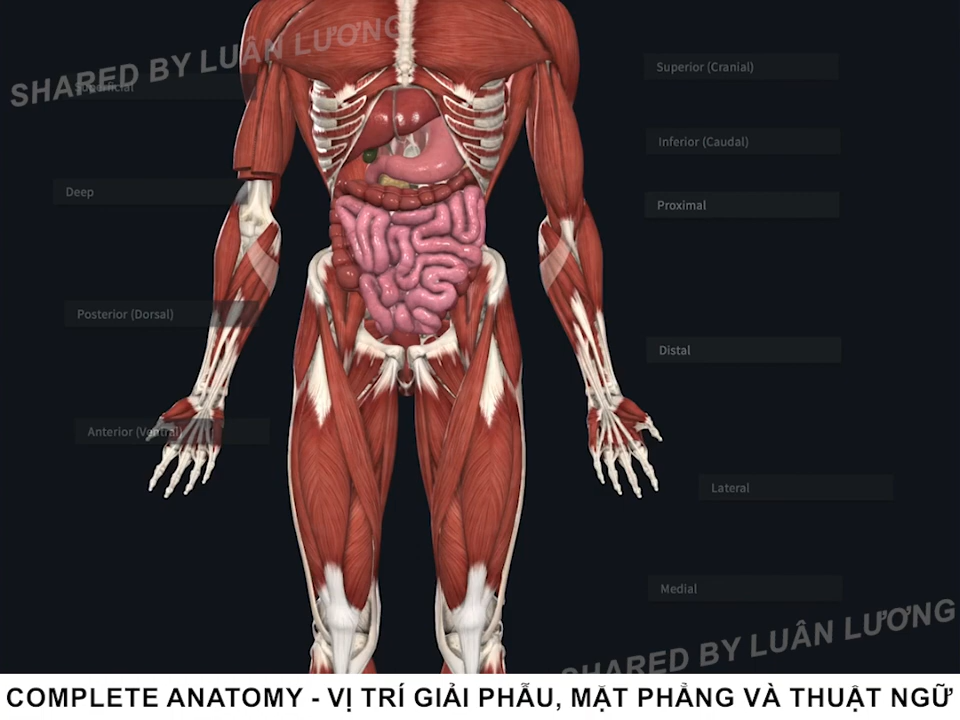 SHARED BY LUÂN LƯƠNG
Superficial
Superior (Cranial)
Inferior (Caudal)
Deep
Proximal
Posterior (Dorsal)
Distal
Anterior (Ventral)
Lateral
Medial
SHARED BY LUÂN LƯƠNG
COMPLETE ANATOMY - VỊ TRÍ GIẢI PHẪU, MẶT PHẲNG VÀ THUẬT NGỮ